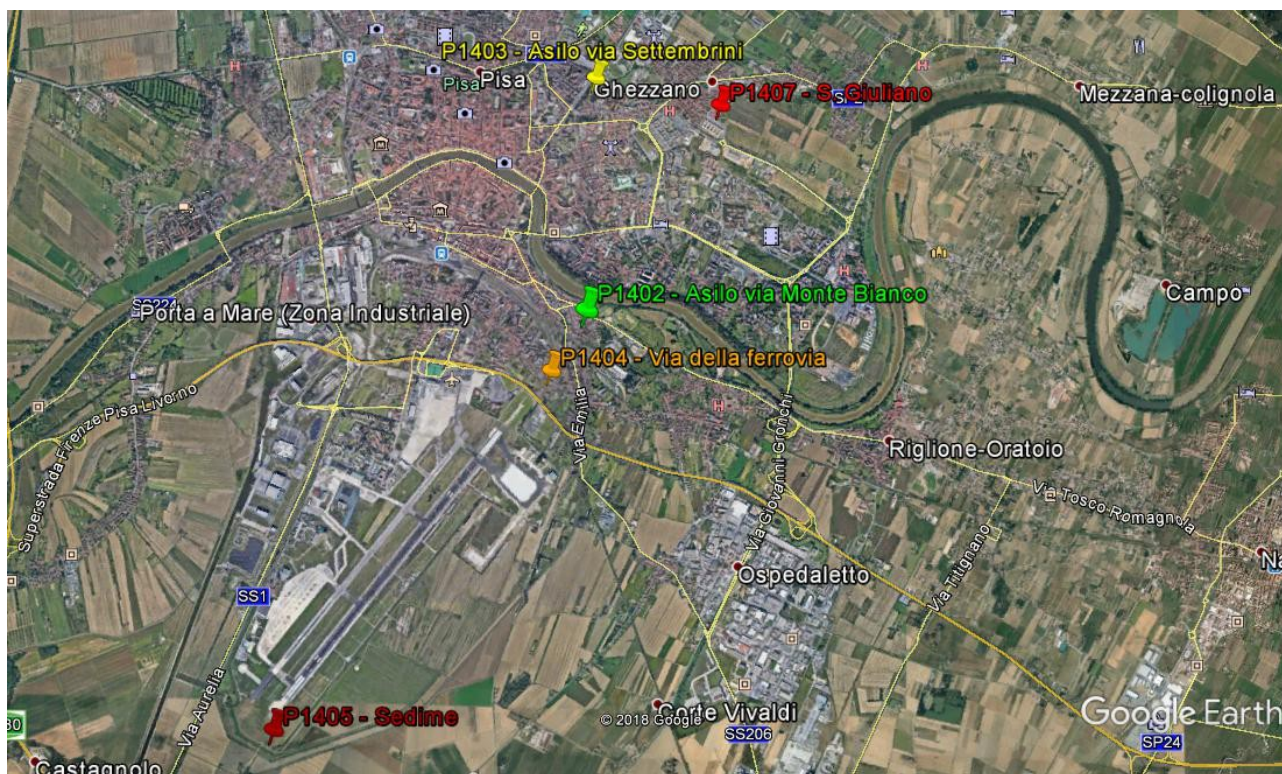 P1403 - Asilo via Settembrini
Pisa
Pisa
Ghezzano
P1407 - S. Giuliano
SP2
Mezzana-colignola
P1402 - Asilo via Monte Bianco
Campo
SS224
Porta a Mare (Zona Industriale)
P1404 - Via della ferrovia
Superstrada Firenze Pisa Livorno
Via Emilia
Via Giovanni Gronchi
Riglione-Oratoio
Via Tosco Romagnola
Na
Ospedaletto
Via Titignano
SS1
Via Aurelia
P1405 - Sedime
Corte Vivaldi
© 2018 Google
SS206
Google Earth
SP24
80
Castagnolo